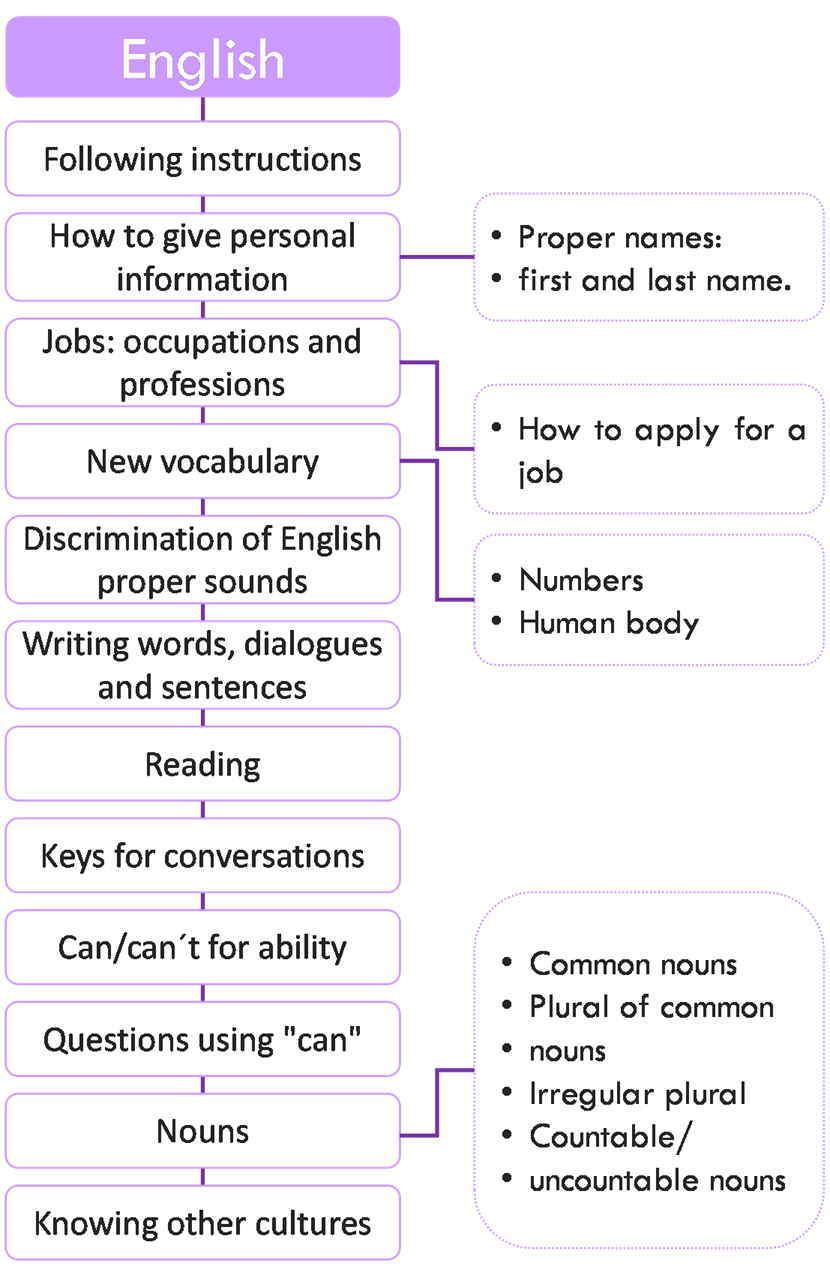 English
Following instructions
How to give personal
information
• Proper names:
• first and last name.
Jobs: occupations and
professions
• How to apply for a
job
New vocabulary
• Numbers
• Human body
Discrimination of English
proper sounds
Writing words, dialogues
and sentences
Reading
Keys for conversations
Can/can´t for ability
Questions using "can"
Nouns
• Common nouns
• Plural of common
• nouns
• Irregular plural
• Countable/
• uncountable nouns
Knowing other cultures